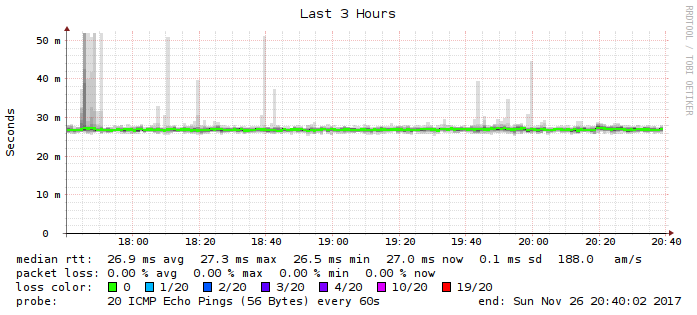 Last 3 Hours
RRDTOOL / TOBI OETIKER
Seconds
50 m
40 m
30 m
20 m
10 m
0
18:00 18:20 18:40 19:00 19:20 19:40 20:00 20:20 20:40
median rtt: 26.9 ms avg 27.3 ms max 26.5 ms min 27.0 ms now 0.1 ms sd 188.0 am/s
packet loss: 0.00 % avg 0.00 % max 0.00 % min 0.00 % now
loss color: 0 1/20 2/20 3/20 4/20 10/20 19/20
probe: 20 ICMP Echo Pings (56 Bytes) every 60s end: Sun Nov 26 20:40:02 2017